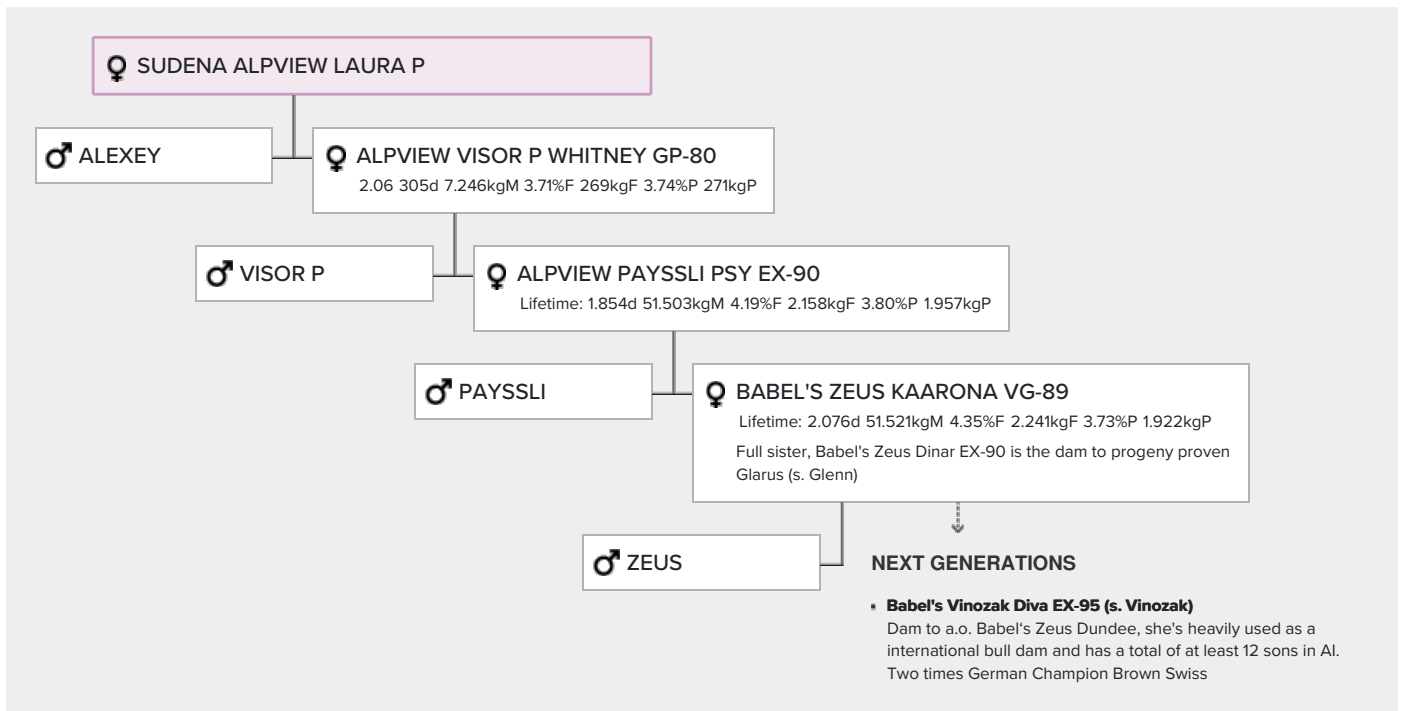 SUDENA ALPVIEW LAURA P
ALEXEY
ALPVIEW VISOR P WHITNEY GP-80
2.06 305d 7.246kgM 3.71%F 269kgF 3.74%P 271kgP
VISOR P
ALPVIEW PAYSSLI PSY EX-90
Lifetime: 1.854d 51.503kgM 4.19%F 2.158kgF 3.80%P 1.957kgP
PAYSSLI
BABEL'S ZEUS KAARONA VG-89
Lifetime: 2.076d 51.521kgM 4.35%F 2.241kgF 3.73%P 1.922kgP
Full sister, Babel's Zeus Dinar EX-90 is the dam to progeny proven
Glarus (s. Glenn)
ZEUS
NEXT GENERATIONS
Babel's Vinozak Diva EX-95 (s. Vinozak)
Dam to a.o. Babel‘s Zeus Dundee, she's heavily used as a
international bull dam and has a total of at least 12 sons in AI.
Two times German Champion Brown Swiss